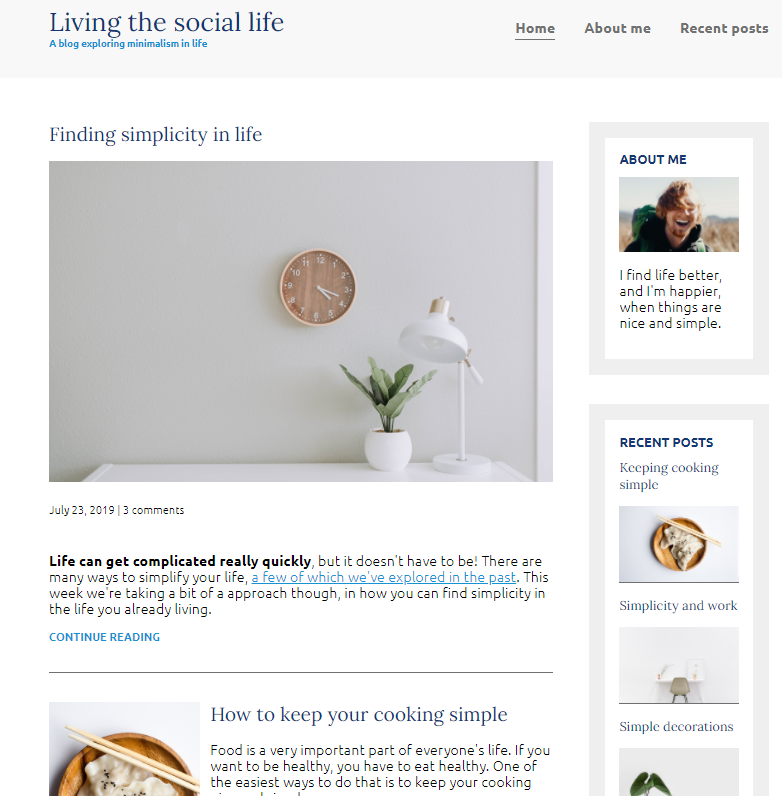 Living the social life
A blog exploring minimalism in life
Home
About me
Recent posts
Finding simplicity in life
July 23, 2019 | 3 comments
Life can get complicated really quickly, but it doesn't have to be! There are
many ways to simplify your life, a few of which we've explored in the past. This
week we're taking a bit of a approach though, in how you can find simplicity in
the life you already living.
CONTINUE READING
How to keep your cooking simple
Food is a very important part of everyone's life. If you
want to be healthy, you have to eat healthy. One of
the easiest ways to do that is to keep your cooking
ABOUT ME
I find life better,
and I'm happier,
when things are
nice and simple.
RECENT POSTS
Keeping cooking
simple
Simplicity and work
Simple decorations